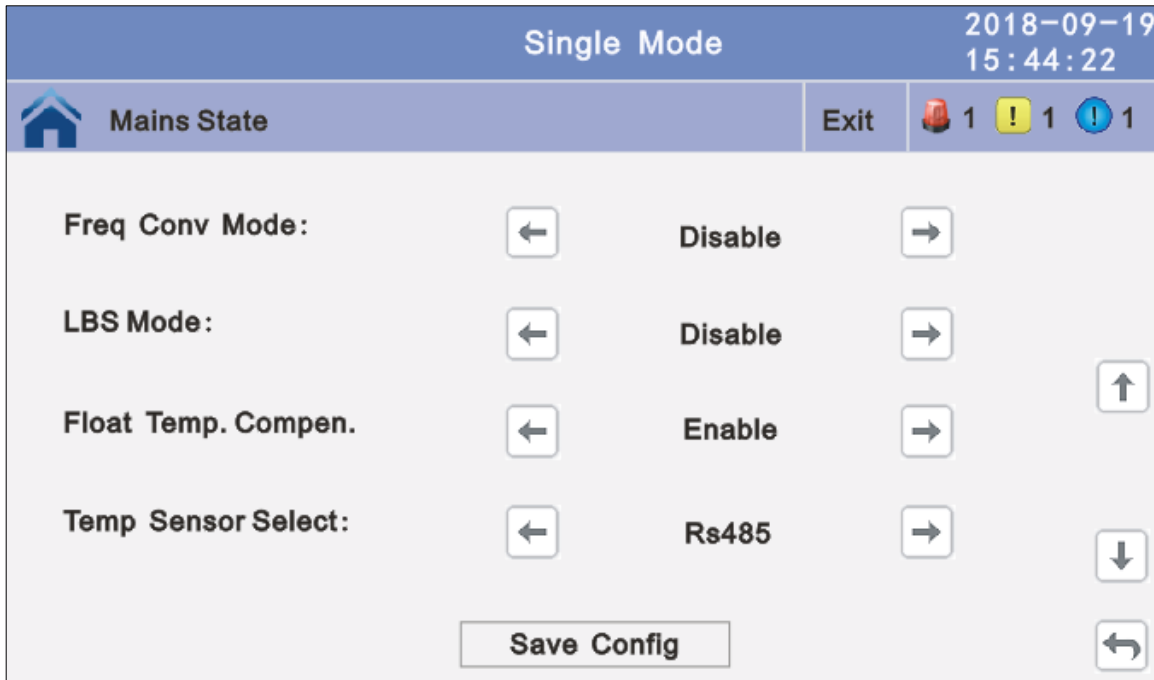 Single Mode
2018-09-19
15:44:22
Mains State
Exit
1
! 1
! 1
Freq Conv Mode:
Disable
LBS Mode:
Disable
Float Temp. Compen.
Enable
Temp Sensor Select:
Rs485
Save Config